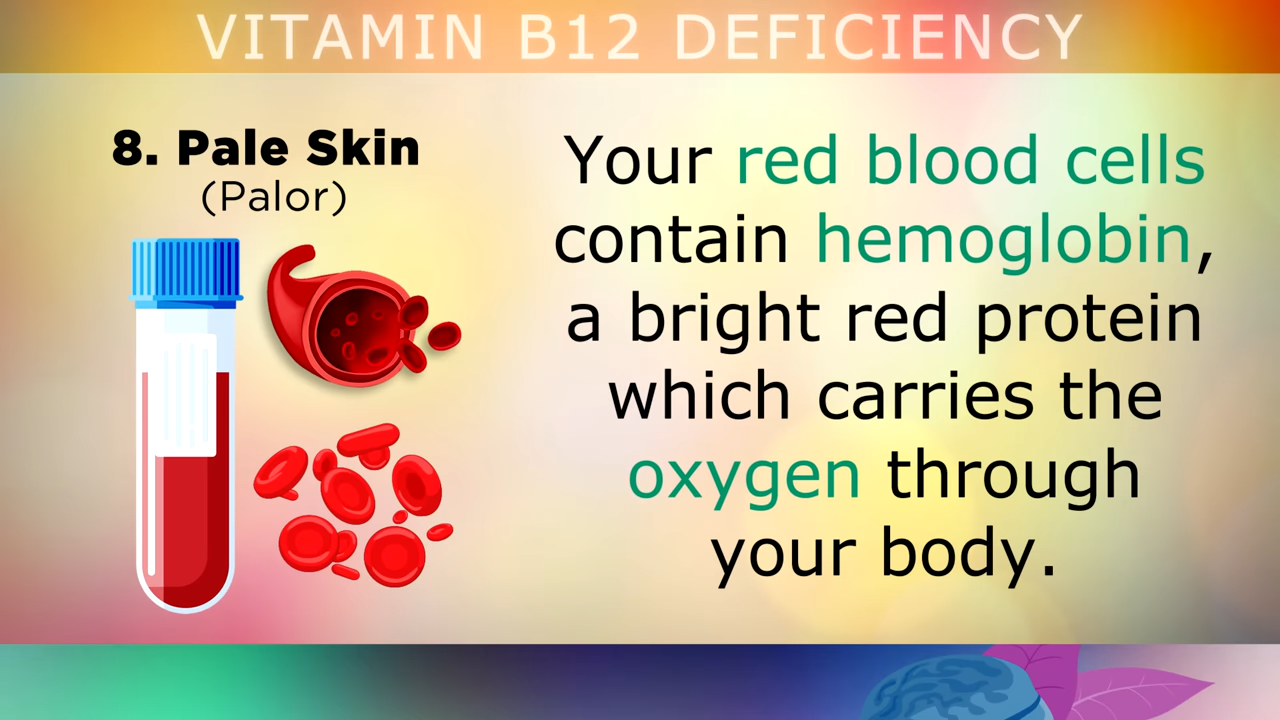 VITAMIN B12 DEFICIENCY
8. Pale Skin
(Palor)
Your red blood cells
contain hemoglobin,
a bright red protein
which carries the
oxygen through
your body.